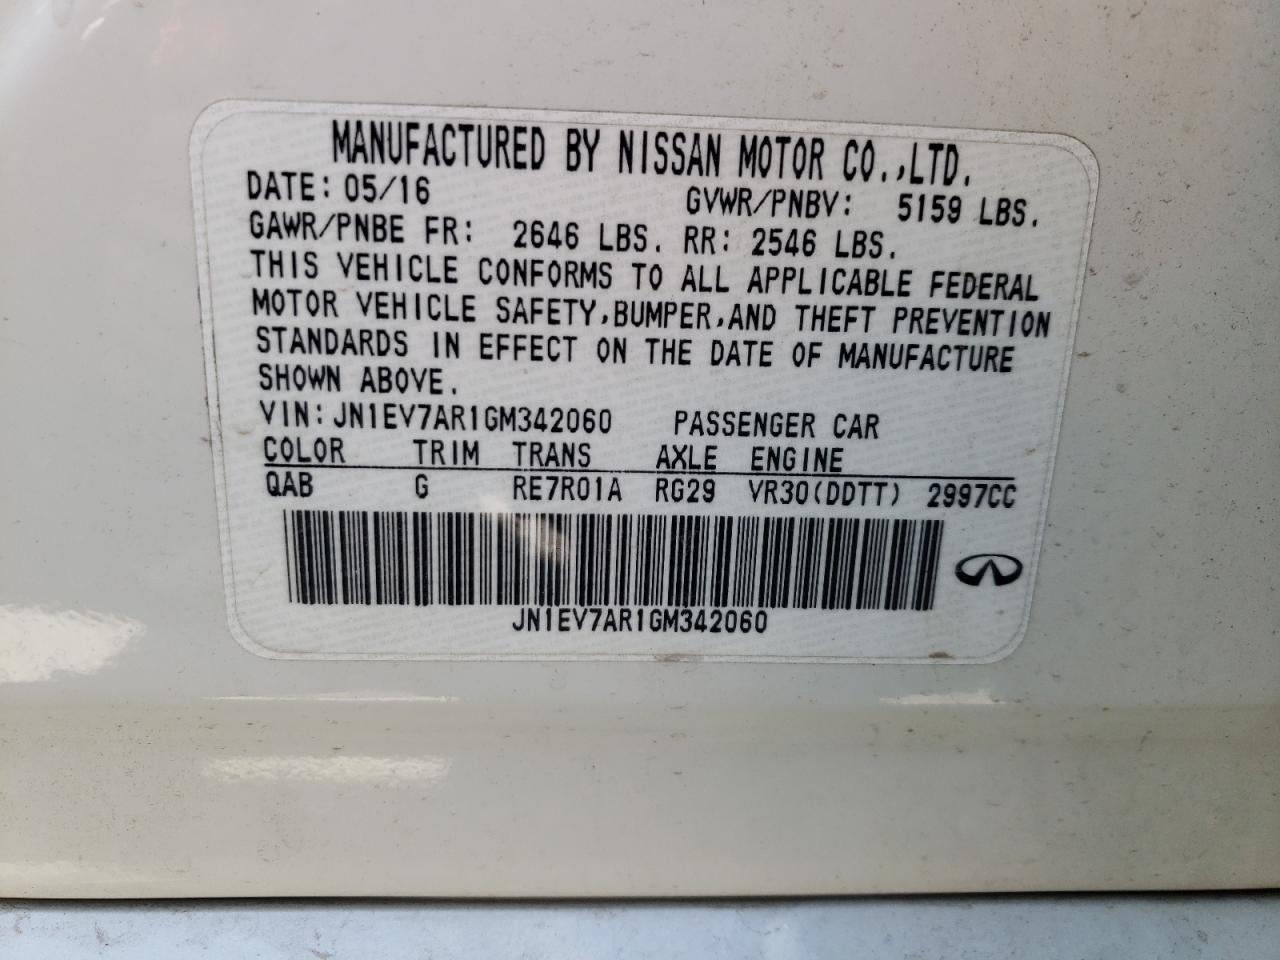 MANUFACTURED BY NISSAN MOTOR CO.,LTD.
DATE: 05/16 GVWR/PNBV: 5159 LBS.
GAWR/PNBE FR: 2646 LBS. RR: 2546 LBS.
THIS VEHICLE CONFORMS TO ALL APPLICABLE FEDERAL
MOTOR VEHICLE SAFETY,BUMPER,AND THEFT PREVENTION
STANDARDS IN EFFECT ON THE DATE OF MANUFACTURE
SHOWN ABOVE.
VIN: JN1EV7AR1GM342060 PASSENGER CAR
COLOR TRIM TRANS AXLE ENGINE
QAB G RE7R01A RG29 VR30(DDTT) 2997CC
JN1EV7AR1GM342060